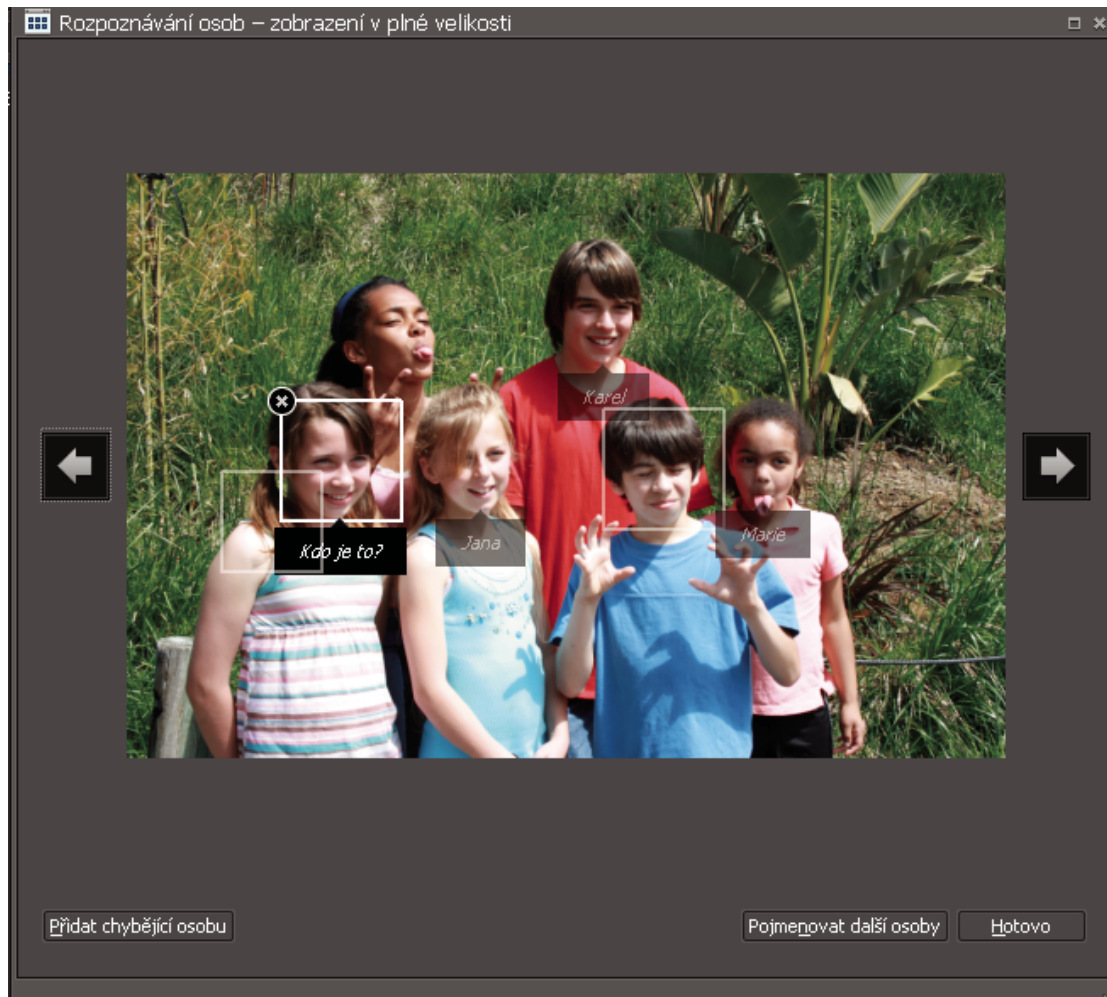 Rozpoznávání osob – zobrazení v plné velikosti
Karel
Kdo je to?
Jana
Marie
Přidat chybějící osobu
Pojmenovat další osoby
Hotovo